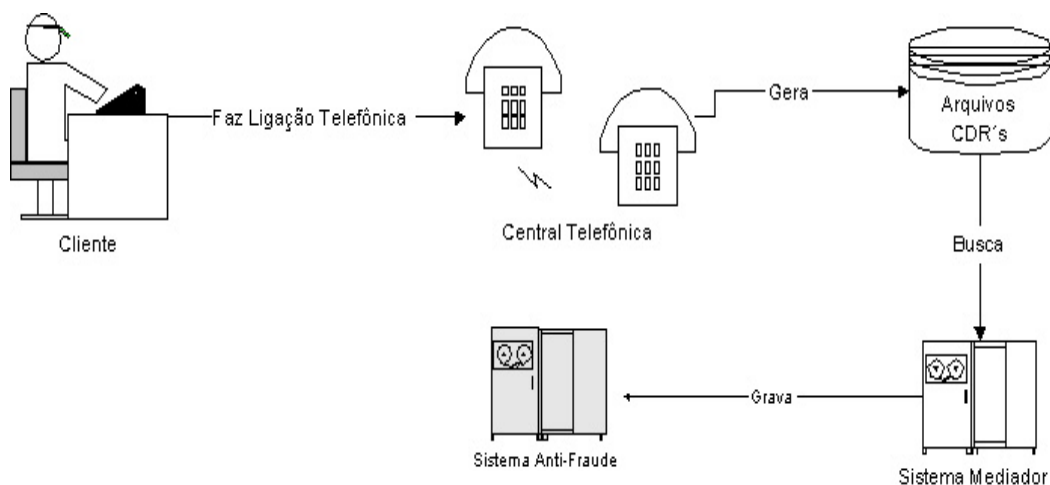 Faz Ligação Telefônica
Gera
Arquivos
CDR´s
Cliente
Central Telefônica
Busca
Grava
Sistema Anti-Fraude
Sistema Mediador